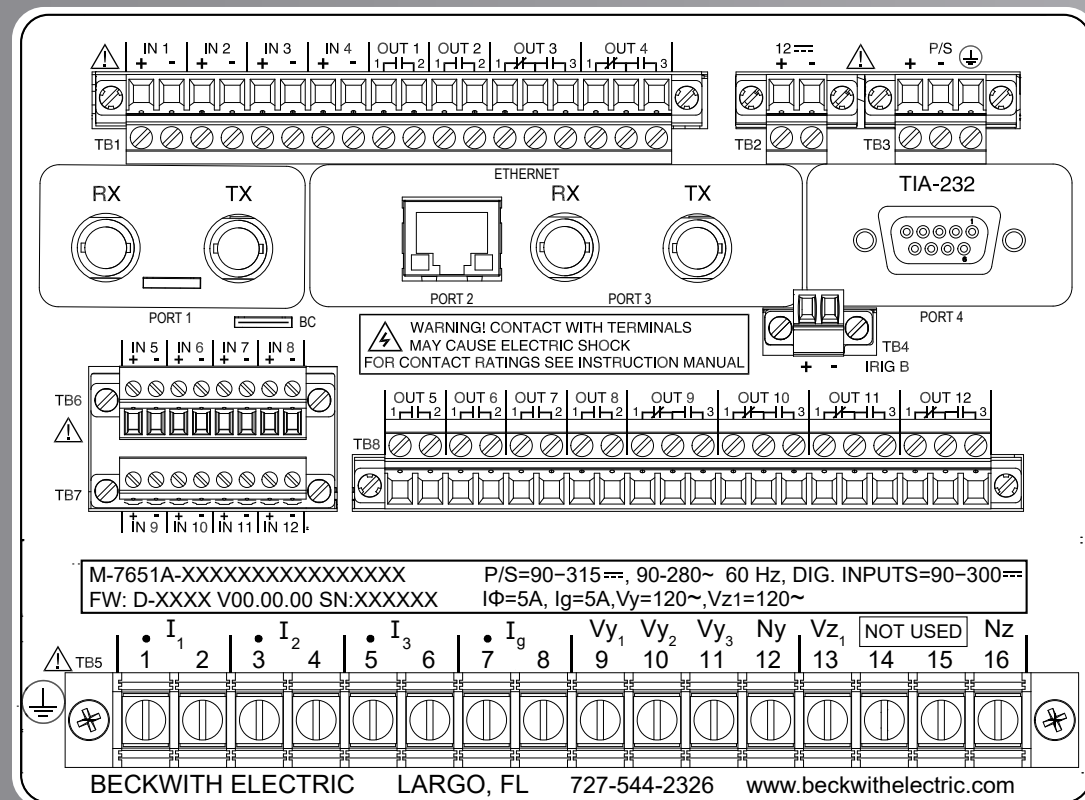 IN 1 IN 2 IN 3 IN 4 OUT 1 OUT 2 OUT 3 OUT 4 12 P/S
+ - + - + - + - 1 2 1 2 1 3 1 3 + - + -
TB1 TB2 TB3
ETHERNET
RX TX RX TX TIA-232
1
6
PORT 2 PORT 3
PORT 1 BC PORT 4
WARNING! CONTACT WITH TERMINALS
MAY CAUSE ELECTRIC SHOCK
FOR CONTACT RATINGS SEE INSTRUCTION MANUAL
TB4
+ - IRIG B
IN 5 IN 6 IN 7 IN 8
+ - + - + - + -
TB6
OUT 5 OUT 6 OUT 7 OUT 8 OUT 9 OUT 10 OUT 11 OUT 12
1 2 1 2 1 2 1 2 1 3 1 3 1 3 1 3
TB8
TB7
+ - + - + - + -
IN 9 IN 10 IN 11 IN 12
M-7651A-XXXXXXXXXXXXXXXXX P/S=90−315⎓, 90-280~ 60 Hz, DIG. INPUTS=90−300⎓
FW: D-XXXX V00.00.00 SN:XXXXXX IΦ=5A, Ig=5A,Vy=120~,Vz1=120~
I1 I2 I3 Ig Vy1 Vy2 Vy3 Ny Vz1 NOT USED Nz
TB5 1 2 3 4 5 6 7 8 9 10 11 12 13 14 15 16
BECKWITH ELECTRIC LARGO, FL 727-544-2326 www.beckwithelectric.com